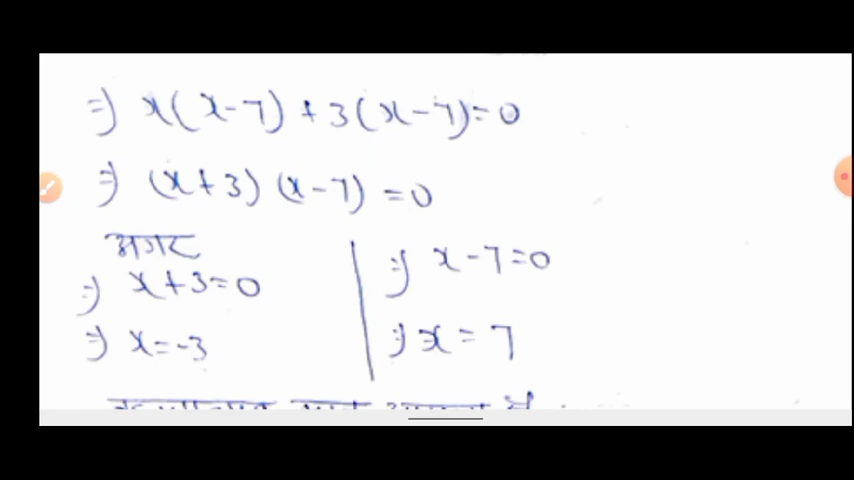 ⇒ x(x-7)+3(x-7)=0
⇒ (x+3) (x-7) =0
अगर
⇒ x+3=0
⇒ x=-3
⇒ x-7=0
⇒ x=7